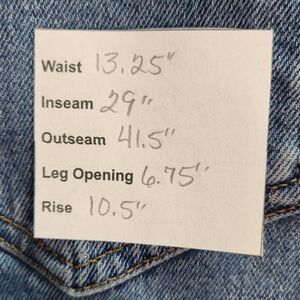 Waist 13.25"
Inseam 29"
Outseam 41.5"
Leg Opening 6.75"
Rise 10.5"